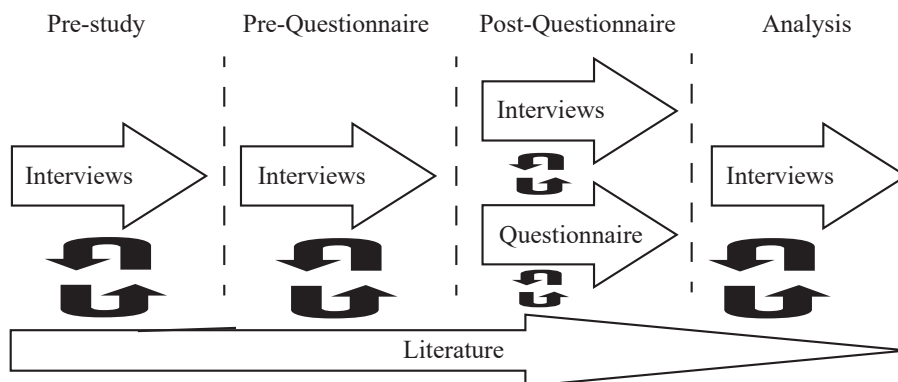 Pre-study
Pre-Questionnaire
Post-Questionnaire
Analysis
Interviews
Interviews
Interviews
Questionnaire
Interviews
Literature